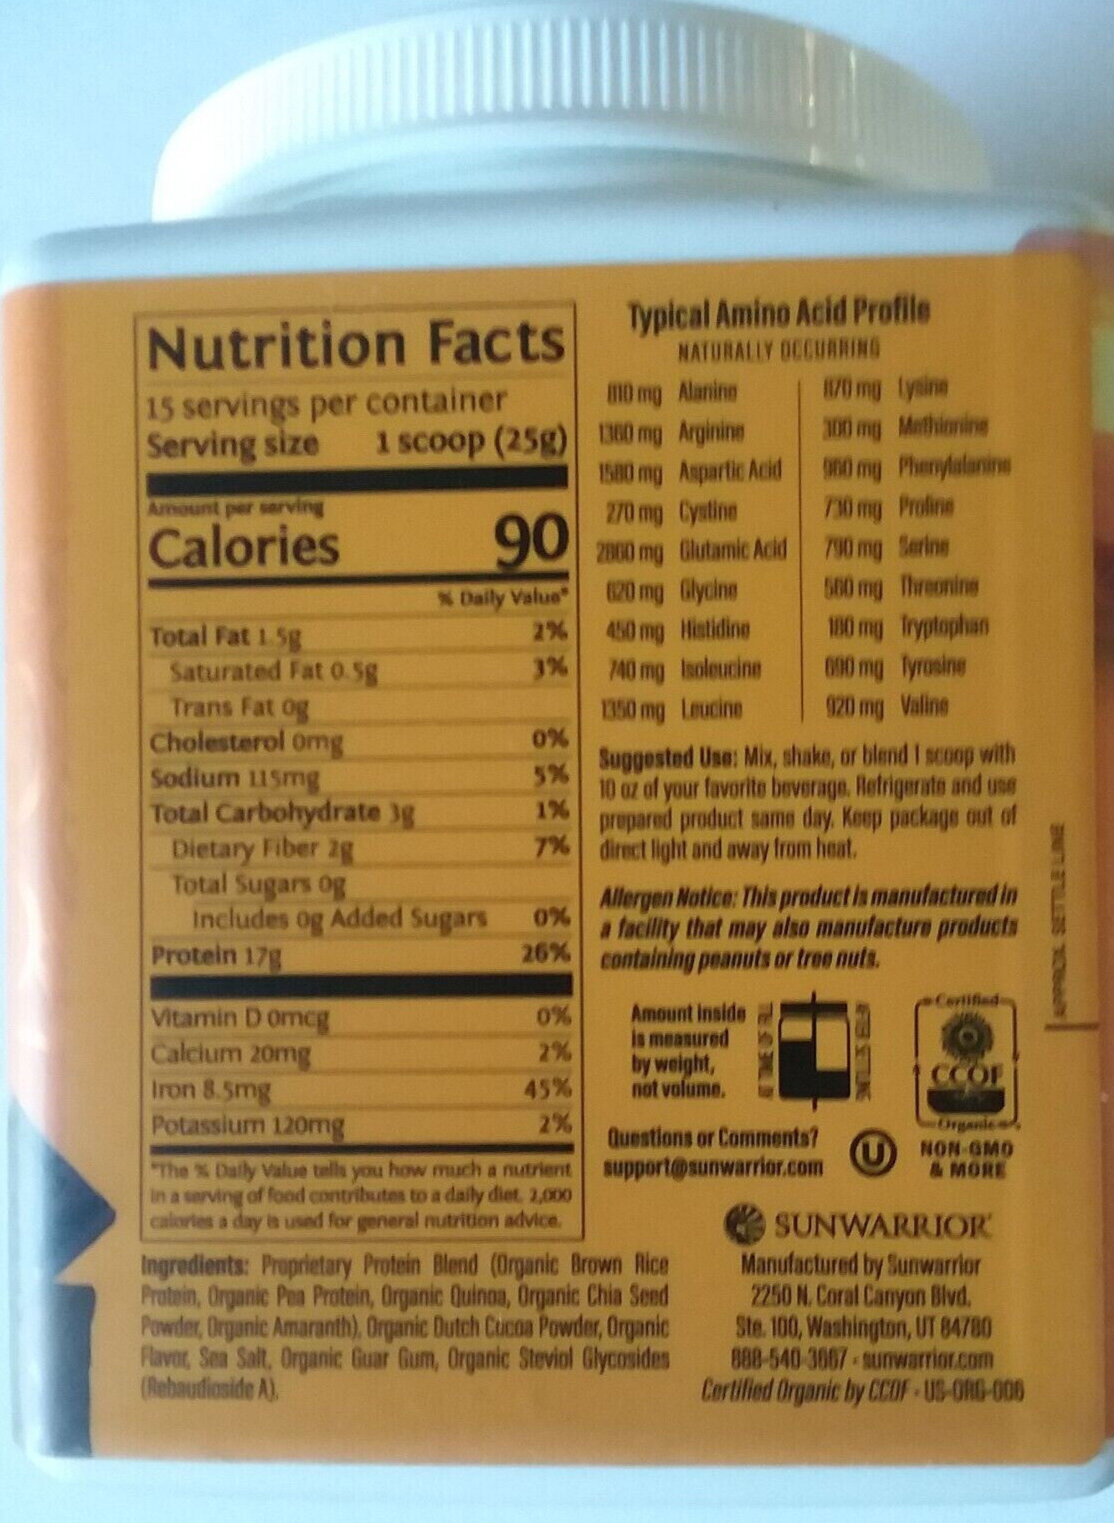 Nutrition Facts
15 servings per container
Serving size 1 scoop (25g)
Amount per serving
Calories 90
% Daily Value*
Total Fat 1.5g 2%
Saturated Fat 0.5g 3%
Trans Fat 0g
Cholesterol 0mg 0%
Sodium 115mg 5%
Total Carbohydrate 3g 1%
Dietary Fiber 2g 7%
Total Sugars 0g
Includes 0g Added Sugars 0%
Protein 17g 26%
Vitamin D 0mcg 0%
Calcium 20mg 2%
Iron 8.5mg 45%
Potassium 120mg 2%
*The % Daily Value tells you how much a nutrient
in a serving of food contributes to a daily diet, 2,000
calories a day is used for general nutrition advice.
Ingredients: Proprietary Protein Blend (Organic Brown Rice
Protein, Organic Pea Protein, Organic Quinoa, Organic Chia Seed
Powder, Organic Amaranth), Organic Dutch Cocoa Powder, Organic
Flavor, Sea Salt, Organic Guar Gum, Organic Steviol Glycosides
(Rebaudioside A).
Typical Amino Acid Profile
NATURALLY OCCURRING
810 mg Alanine
1360 mg Arginine
1580 mg Aspartic Acid
270 mg Cystine
2860 mg Glutamic Acid
620 mg Glycine
450 mg Histidine
740 mg Isoleucine
1350 mg Leucine
870 mg Lysine
300 mg Methionine
960 mg Phenylalanine
730 mg Proline
790 mg Serine
560 mg Threonine
180 mg Tryptophan
690 mg Tyrosine
920 mg Valine
Suggested Use: Mix, shake, or blend 1 scoop with
10 oz of your favorite beverage. Refrigerate and use
prepared product same day. Keep package out of
direct light and away from heat.
Allergen Notice: This product is manufactured in
a facility that may also manufacture products
containing peanuts or tree nuts.
Amount inside
is measured
by weight,
not volume.
AT TIME OF FILL
AFTER SETTLING
Certified
CCOF
Organic
NON-GMO
& MORE
APPROX. SETTLE LINE
Questions or Comments?
support@sunwarrior.com
U
SUNWARRIOR
Manufactured by Sunwarrior
2250 N. Coral Canyon Blvd.
Ste. 100, Washington, UT 84780
888-540-3667 - sunwarrior.com
Certified Organic by CCOF - US-ORG-006